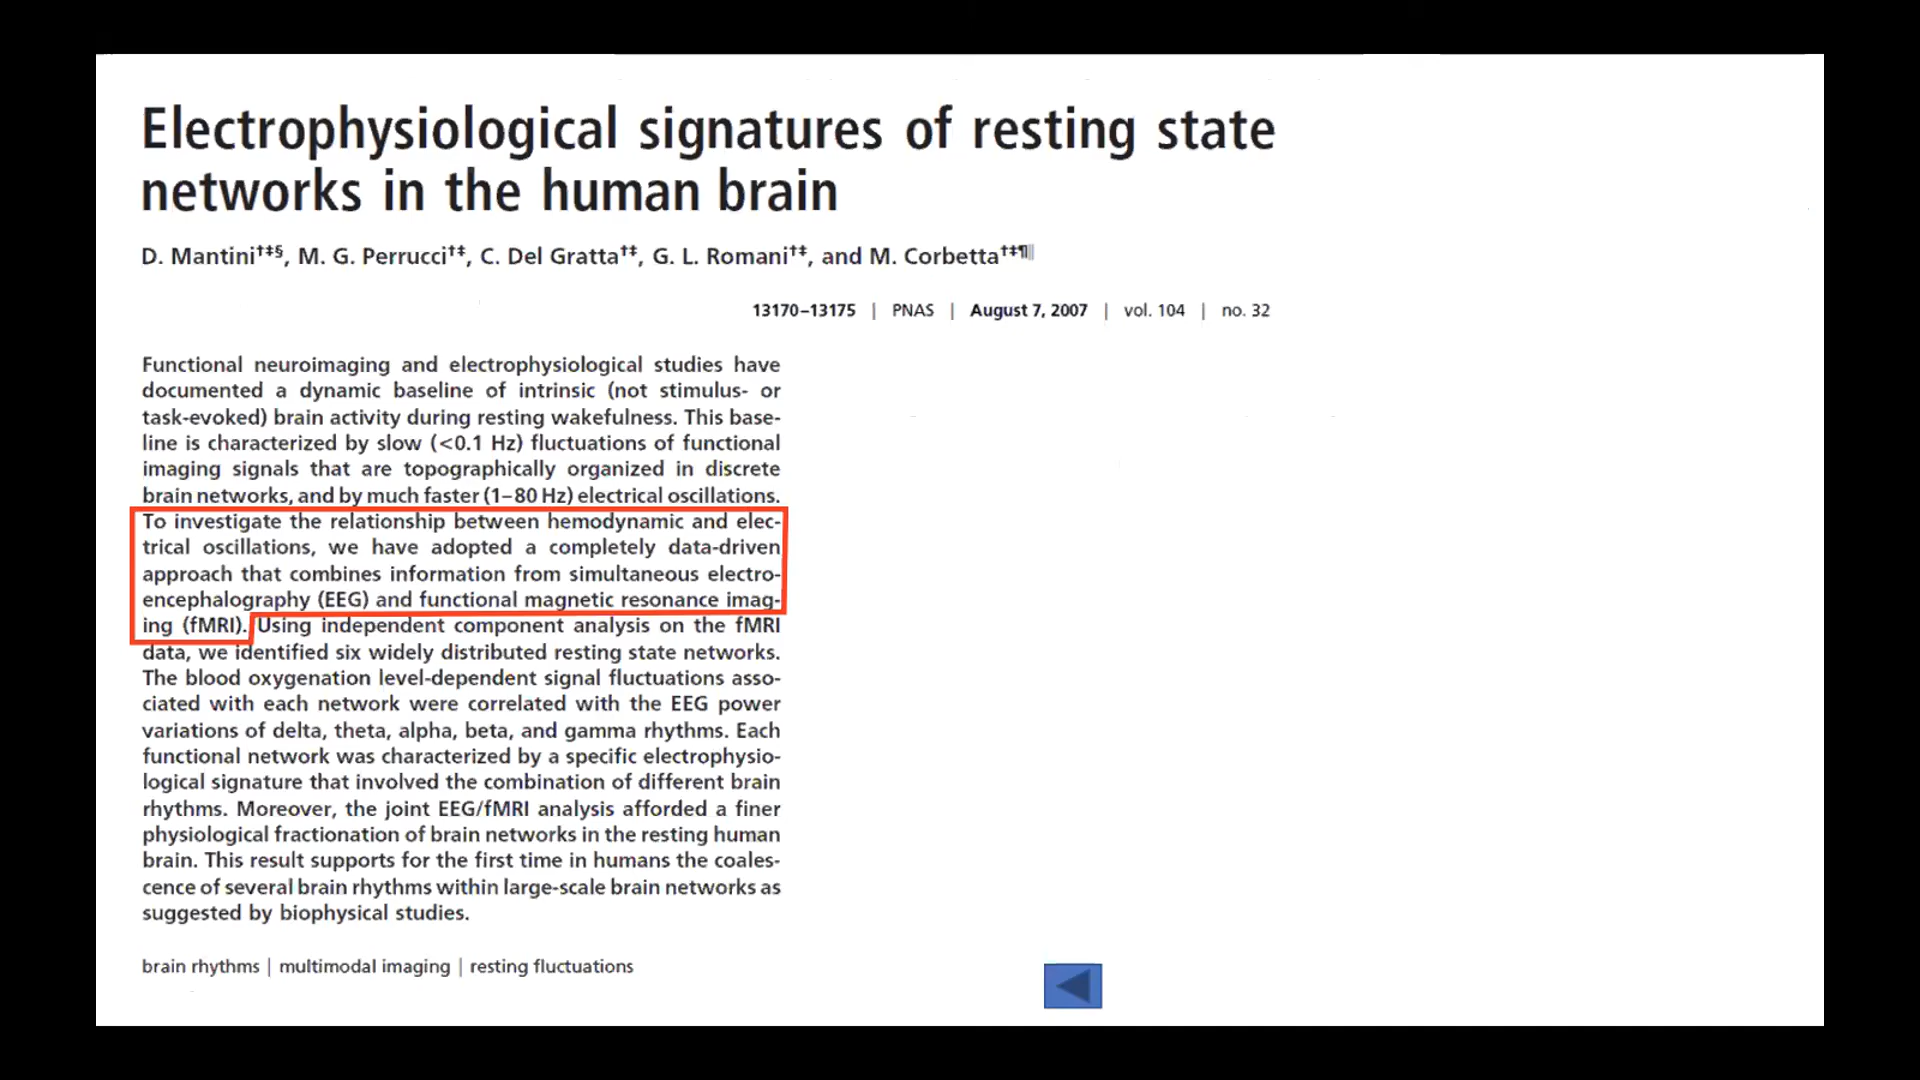 Electrophysiological signatures of resting state
networks in the human brain
D. Mantini†‡§, M. G. Perrucci†‡, C. Del Gratta†‡, G. L. Romani†‡, and M. Corbetta†‡¶‖
13170–13175 | PNAS | August 7, 2007 | vol. 104 | no. 32
Functional neuroimaging and electrophysiological studies have
documented a dynamic baseline of intrinsic (not stimulus- or
task-evoked) brain activity during resting wakefulness. This base-
line is characterized by slow (<0.1 Hz) fluctuations of functional
imaging signals that are topographically organized in discrete
brain networks, and by much faster (1–80 Hz) electrical oscillations.
To investigate the relationship between hemodynamic and elec-
trical oscillations, we have adopted a completely data-driven
approach that combines information from simultaneous electro-
encephalography (EEG) and functional magnetic resonance imag-
ing (fMRI). Using independent component analysis on the fMRI
data, we identified six widely distributed resting state networks.
The blood oxygenation level-dependent signal fluctuations asso-
ciated with each network were correlated with the EEG power
variations of delta, theta, alpha, beta, and gamma rhythms. Each
functional network was characterized by a specific electrophysio-
logical signature that involved the combination of different brain
rhythms. Moreover, the joint EEG/fMRI analysis afforded a finer
physiological fractionation of brain networks in the resting human
brain. This result supports for the first time in humans the coales-
cence of several brain rhythms within large-scale brain networks as
suggested by biophysical studies.
brain rhythms | multimodal imaging | resting fluctuations